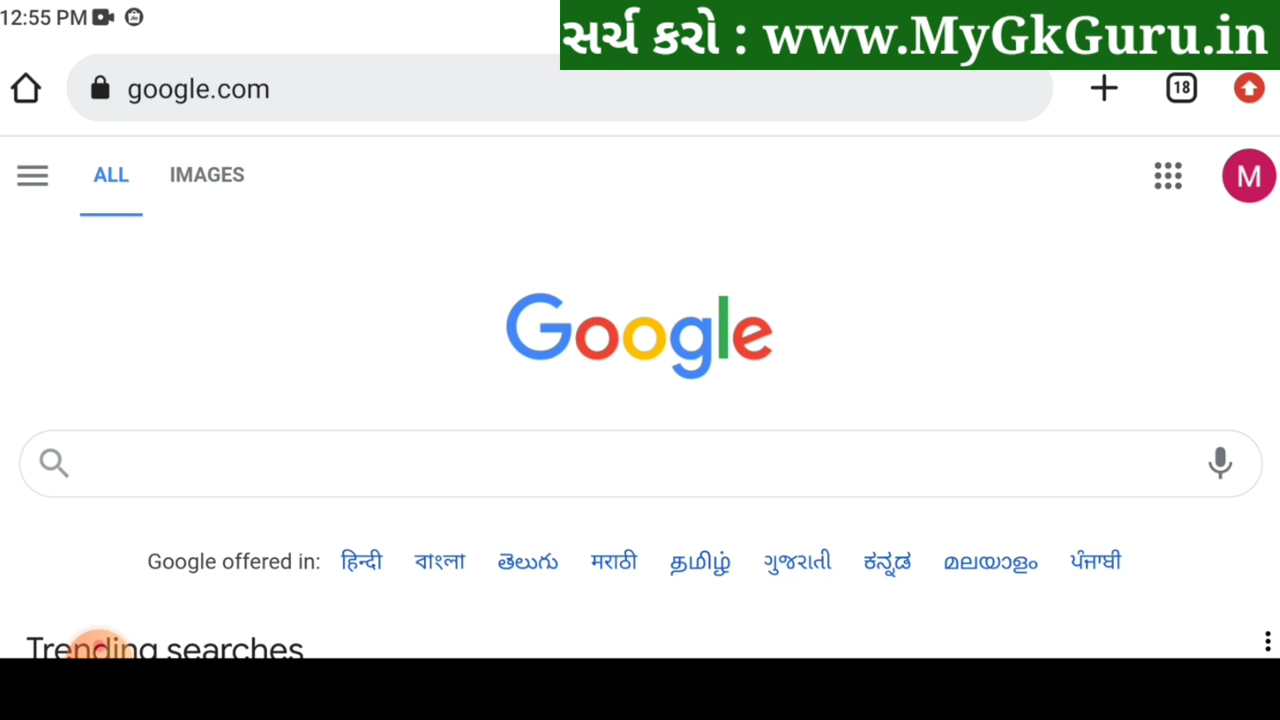 12:55 PM
સર્ચ કરો : www.MyGkGuru.in
google.com
18
ALL IMAGES
M
Google
Google offered in: हिन्दी বাংলা తెలుగు मराठी தமிழ் ગુજરાતી ಕನ್ನಡ മലയാളം ਪੰਜਾਬੀ
Trending searches